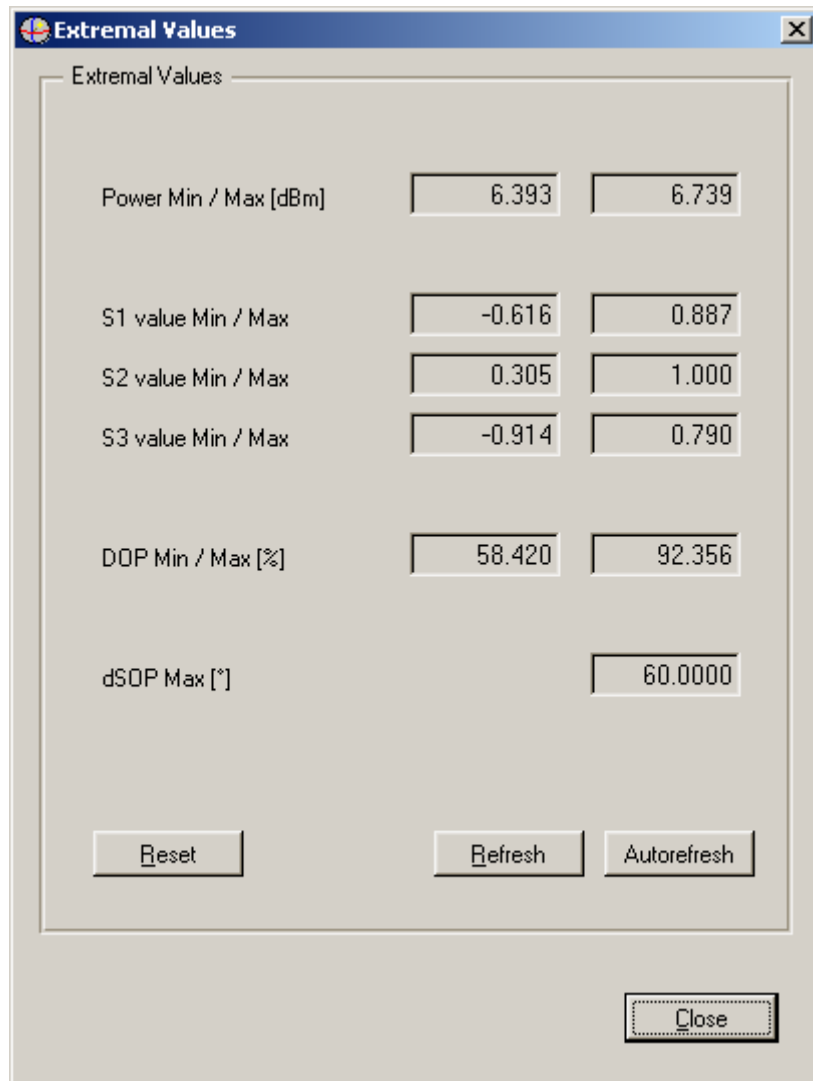 Extremal Values
Extremal Values
Power Min / Max [dBm] 6.393 6.739
S1 value Min / Max -0.616 0.887
S2 value Min / Max 0.305 1.000
S3 value Min / Max -0.914 0.790
DOP Min / Max [%] 58.420 92.356
dSOP Max [°] 60.0000
Reset Refresh Autorefresh
Close